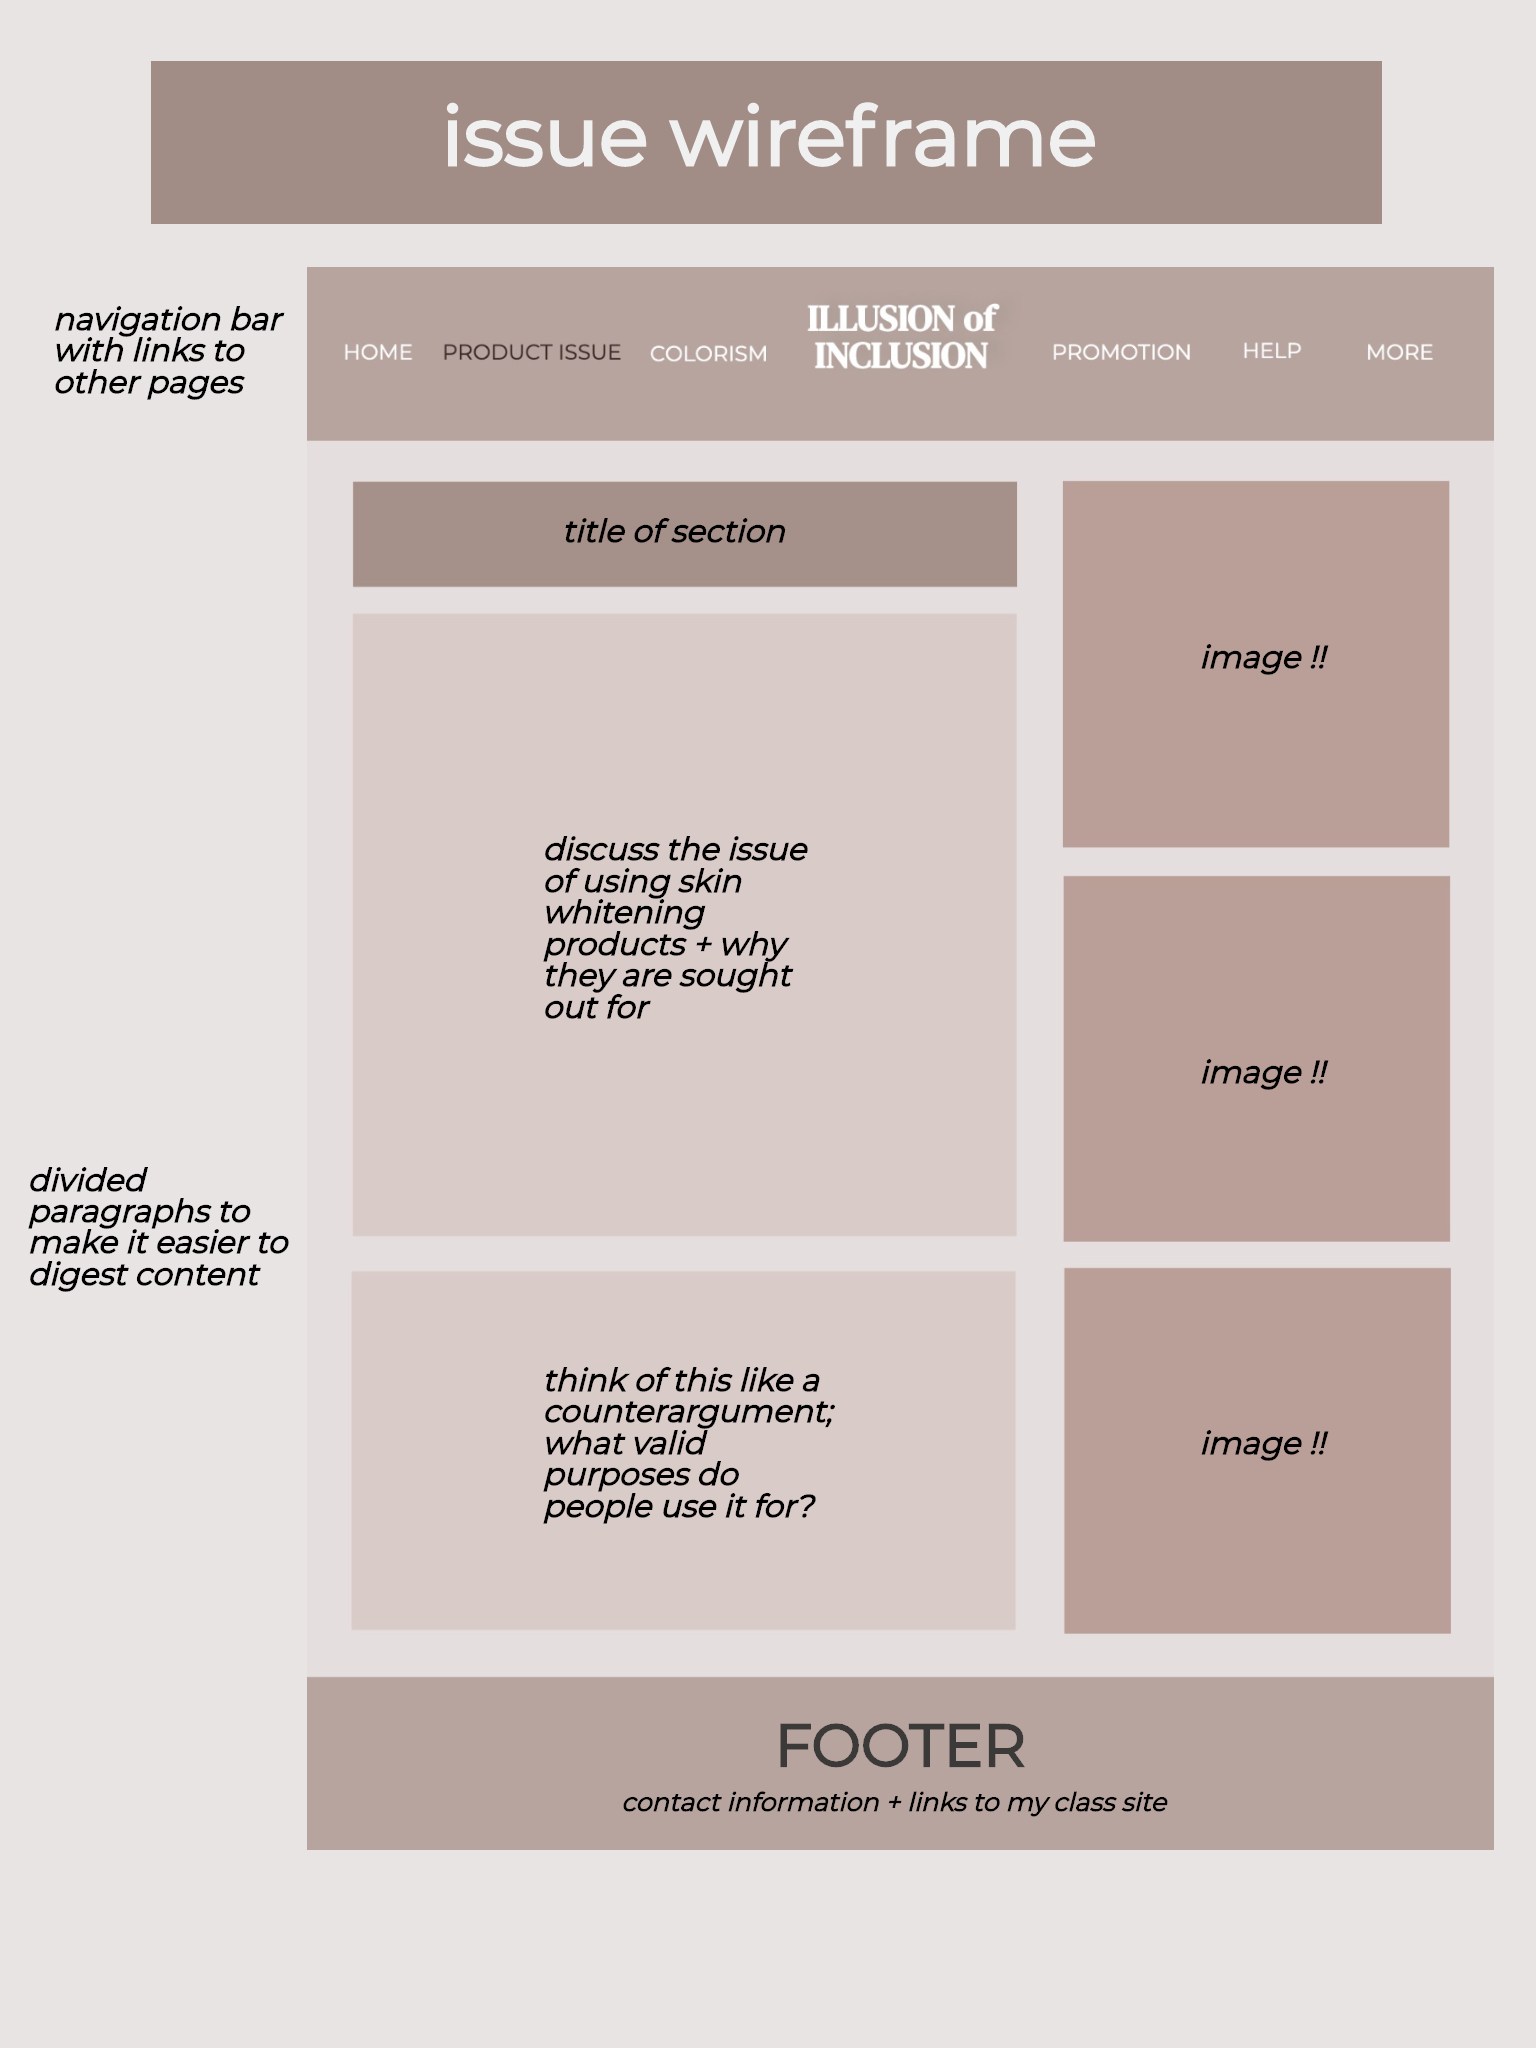 issue wireframe
navigation bar
with links to
other pages
HOME
PRODUCT ISSUE
COLORISM
ILLUSION of
INCLUSION
PROMOTION
HELP
MORE
title of section
image !!
discuss the issue
of using skin
whitening
products + why
they are sought
out for
image !!
divided
paragraphs to
make it easier to
digest content
think of this like a
counterargument;
what valid
purposes do
people use it for?
image !!
FOOTER
contact information + links to my class site